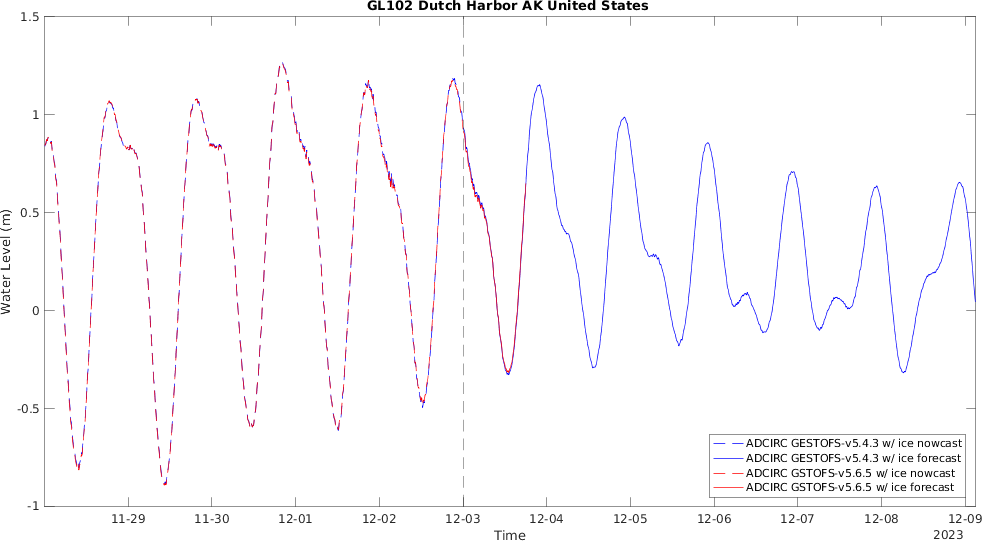 GL102 Dutch Harbor AK United States
1.5
1
0.5
0
-0.5
-1
Water Level (m)
11-29
11-30
12-01
12-02
12-03
12-04
12-05
12-06
12-07
12-08
12-09
Time
2023
ADCIRC GESTOFS-v5.4.3 w/ ice nowcast
ADCIRC GESTOFS-v5.4.3 w/ ice forecast
ADCIRC GSTOFS-v5.6.5 w/ ice nowcast
ADCIRC GSTOFS-v5.6.5 w/ ice forecast